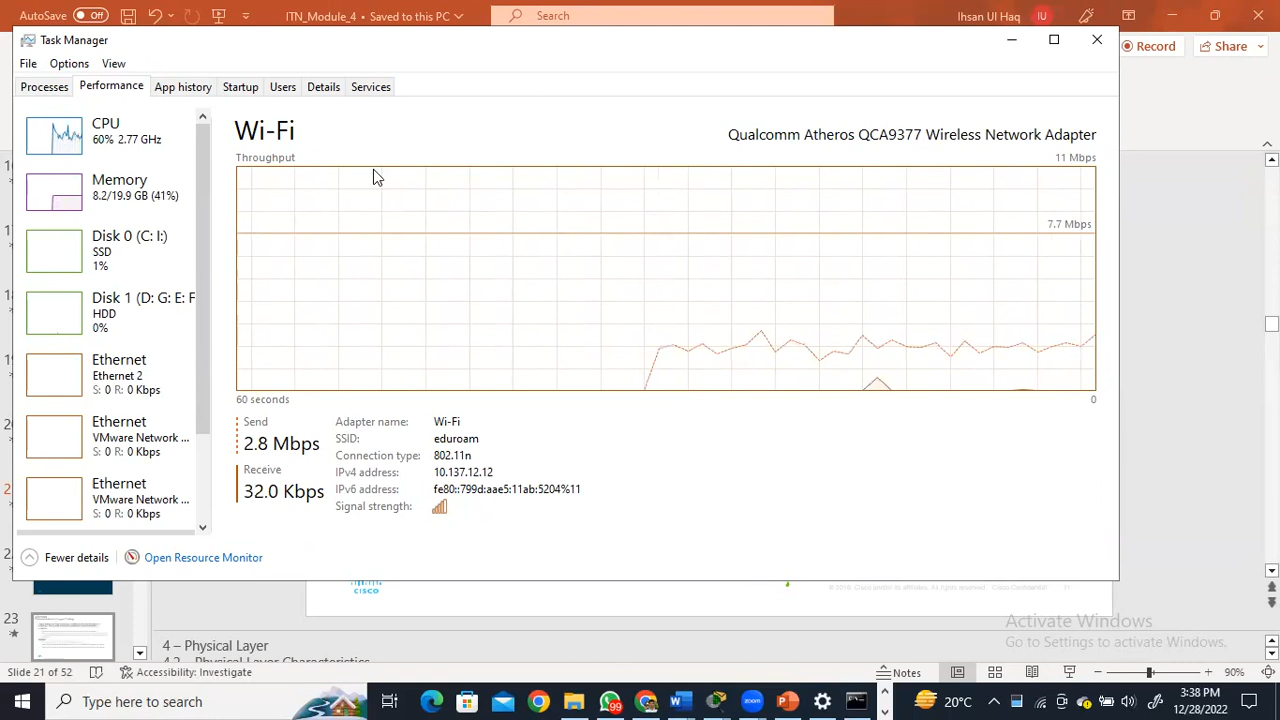 AutoSave Off ITN_Module_4 • Saved to this PC Search Ihsan Ul Haq IU
Task Manager
Record Share
File Options View
Processes Performance App history Startup Users Details Services
CPU
60% 2.77 GHz
Memory
8.2/19.9 GB (41%)
Disk 0 (C: I:)
SSD
1%
Disk 1 (D: G: E: F
HDD
0%
Ethernet
Ethernet 2
S: 0 R: 0 Kbps
Ethernet
VMware Network ...
S: 0 R: 0 Kbps
Ethernet
VMware Network ...
S: 0 R: 0 Kbps
Wi-Fi
Qualcomm Atheros QCA9377 Wireless Network Adapter
Throughput 11 Mbps
7.7 Mbps
60 seconds 0
Send
2.8 Mbps
Receive
32.0 Kbps
Adapter name: Wi-Fi
SSID: eduroam
Connection type: 802.11n
IPv4 address: 10.137.12.12
IPv6 address: fe80::799d:aae5:11ab:5204%11
Signal strength:
Fewer details Open Resource Monitor
CISCO
23
Activate Windows
Go to Settings to activate Windows.
4 – Physical Layer
4.2 – Physical Layer Characteristics
Slide 21 of 52 Accessibility: Investigate Notes 90%
Type here to search 99 zoom 20°C 3:38 PM
12/28/2022